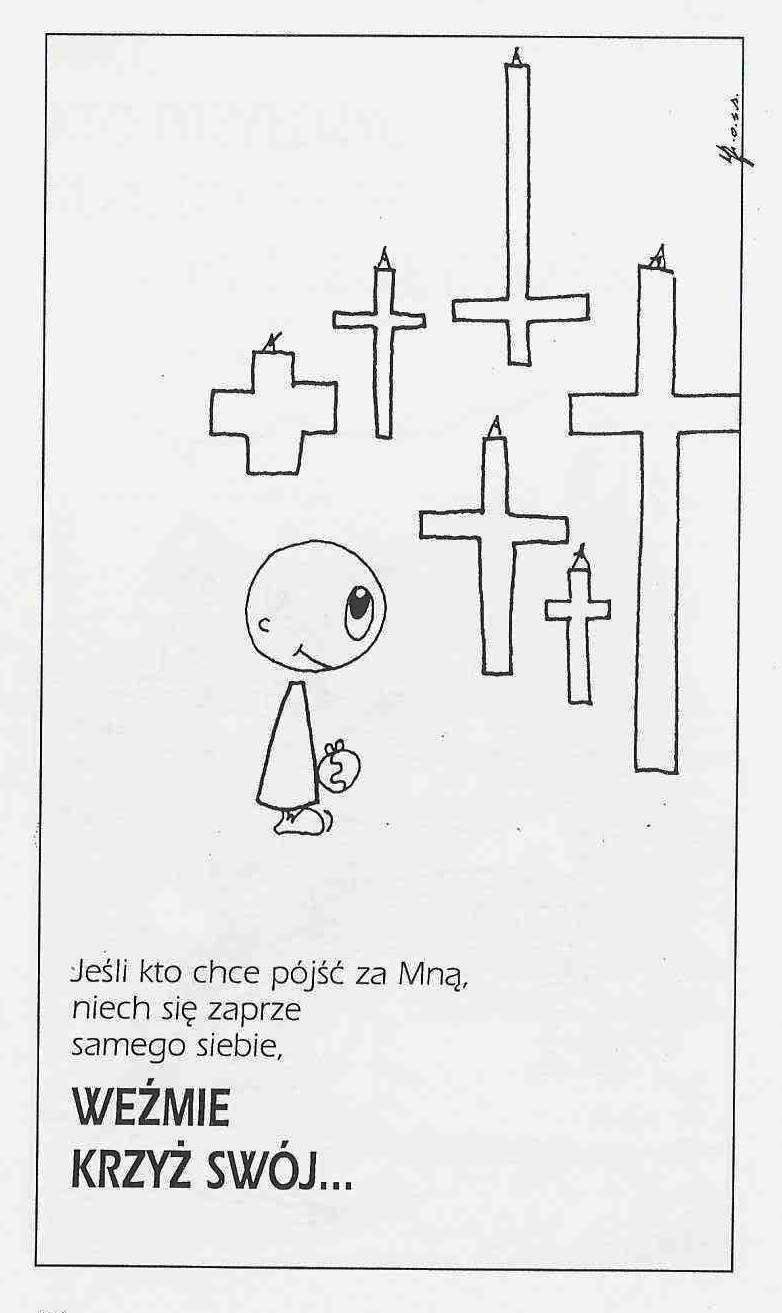 Jeśli kto chce pójść za Mną,
niech się zaprze
samego siebie,
WEŹMIE
KRZYŻ SWÓJ...